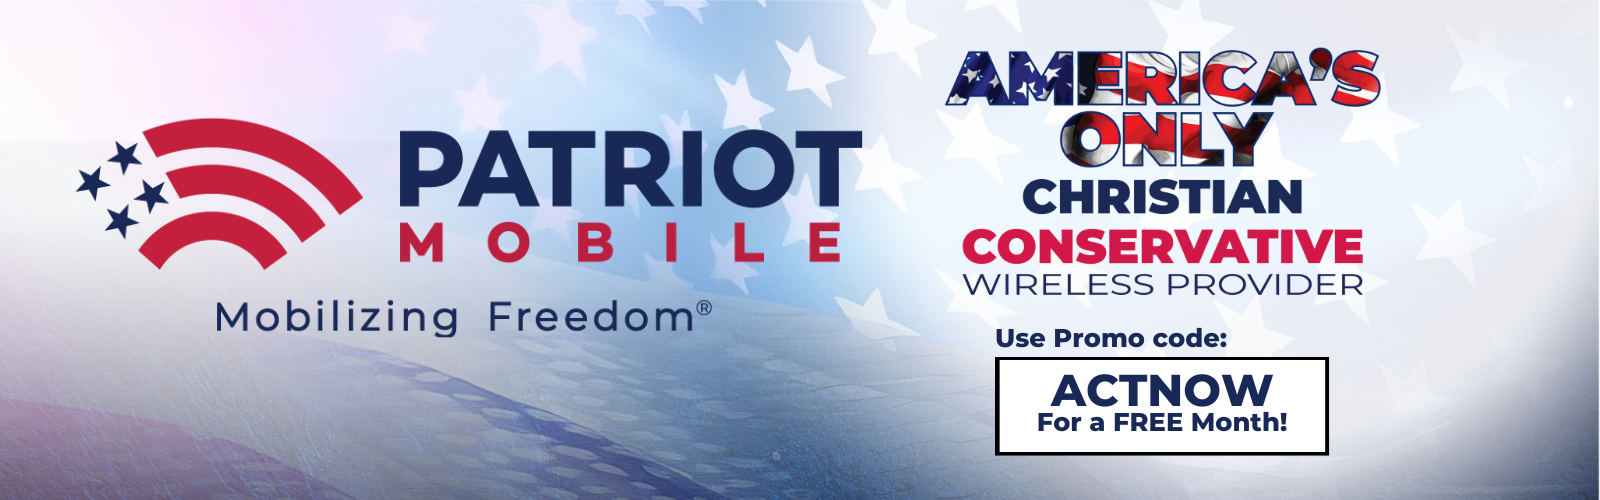 PATRIOT
MOBILE
Mobilizing Freedom®
AMERICA'S
ONLY
CHRISTIAN
CONSERVATIVE
WIRELESS PROVIDER
Use Promo code:
ACTNOW
For a FREE Month!